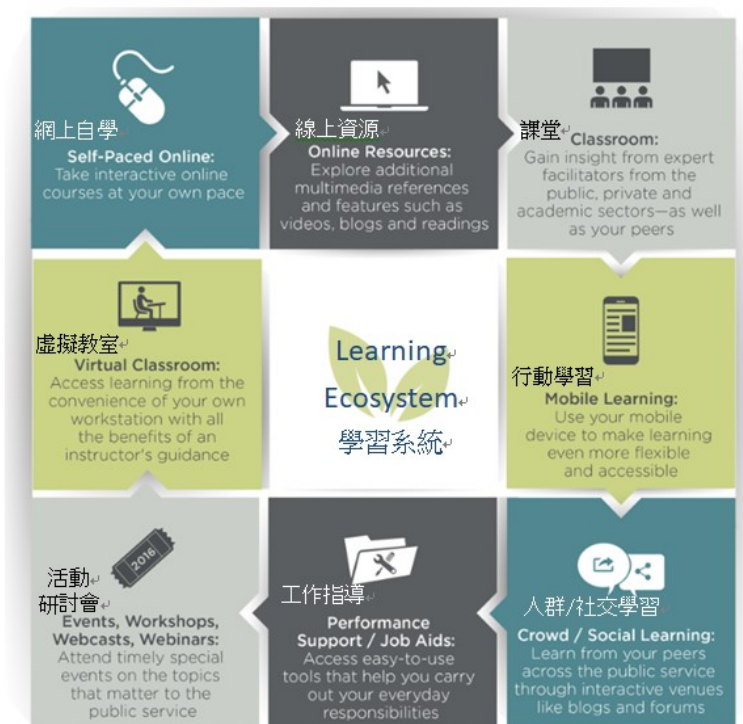 網上自學
Self-Paced Online:
Take interactive online
courses at your own pace
線上資源
Online Resources:
Explore additional
multimedia references
and features such as
videos, blogs and readings
課堂
Classroom:
Gain insight from expert
facilitators from the
public, private and
academic sectors—as well
as your peers
虛擬教室
Virtual Classroom:
Access learning from the
convenience of your own
workstation with all
the benefits of an
instructor's guidance
Learning
Ecosystem
學習系統
行動學習
Mobile Learning:
Use your mobile
device to make learning
even more flexible
and accessible
2016
活動
研討會
Events, Workshops,
Webcasts, Webinars:
Attend timely special
events on the topics
that matter to the
public service
工作指導
Performance
Support / Job Aids:
Access easy-to-use
tools that help you carry
out your everyday
responsibilities
人群/社交學習
Crowd / Social Learning:
Learn from your peers
across the public service
through interactive venues
like blogs and forums